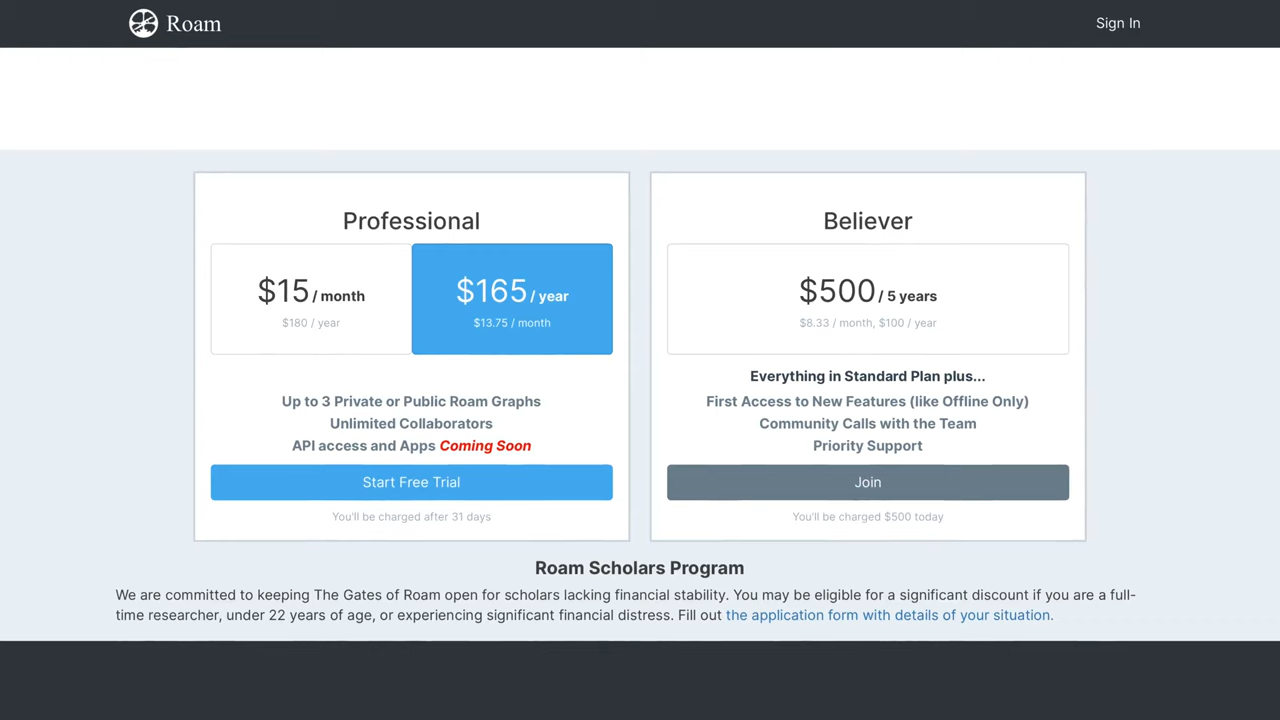 Roam
Sign In
Professional
$15 / month
$180 / year
$165 / year
$13.75 / month
Up to 3 Private or Public Roam Graphs
Unlimited Collaborators
API access and Apps Coming Soon
Start Free Trial
You'll be charged after 31 days
Believer
$500 / 5 years
$8.33 / month, $100 / year
Everything in Standard Plan plus...
First Access to New Features (like Offline Only)
Community Calls with the Team
Priority Support
Join
You'll be charged $500 today
Roam Scholars Program
We are committed to keeping The Gates of Roam open for scholars lacking financial stability. You may be eligible for a significant discount if you are a full-
time researcher, under 22 years of age, or experiencing significant financial distress. Fill out the application form with details of your situation.